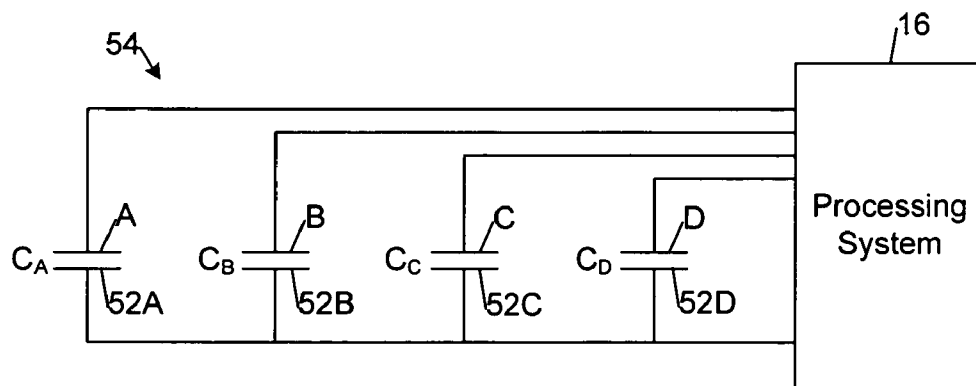 16
54
A
B
C
D
Processing
System
CA
CB
CC
CD
52A
52B
52C
52D